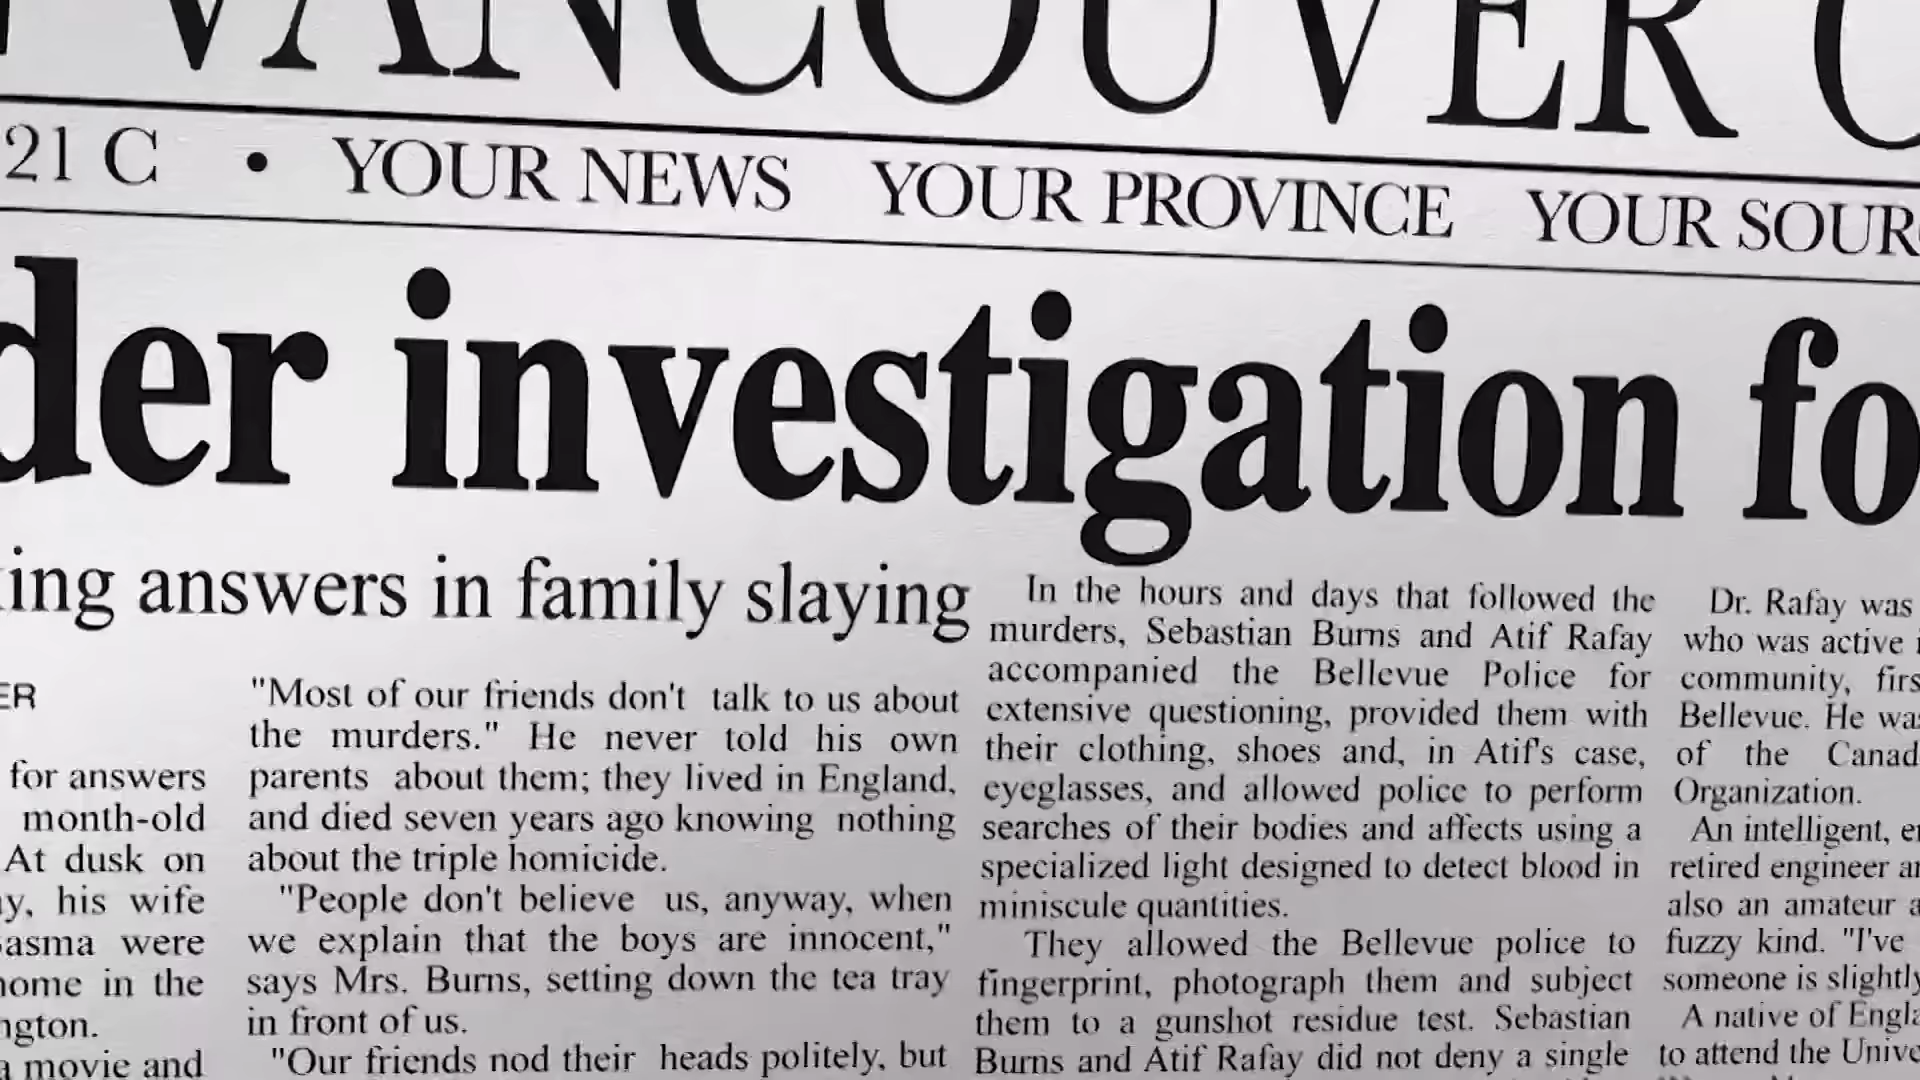 VANCOUVER
21 C • YOUR NEWS YOUR PROVINCE YOUR
der investigation fo
ing answers in family slaying
ER
for answers
month-old
At dusk on
his wife
were
in the
movie and
"Most of our friends don't talk to us about
the murders." He never told his own
parents about them; they lived in England,
and died seven years ago knowing nothing
about the triple homicide.
"People don't believe us, anyway, when
we explain that the boys are innocent,"
says Mrs. Burns, setting down the tea tray
in front of us.
"Our friends nod their heads politely, but
In the hours and days that followed the
murders, Sebastian Burns and Atif Rafay
accompanied the Bellevue Police for
extensive questioning, provided them with
their clothing, shoes and, in Atif's case,
eyeglasses, and allowed police to perform
searches of their bodies and affects using a
specialized light designed to detect blood in
miniscule quantities.
They allowed the Bellevue police to
fingerprint, photograph them and subject
them to a gunshot residue test. Sebastian
Burns and Atif Rafay did not deny a single
Dr. Rafay was
who was active
community,
Bellevue. He
of the
Organization.
An intelligent,
retired engineer
also an amateur
fuzzy kind. "I've
someone is slightly
A native of
to attend the